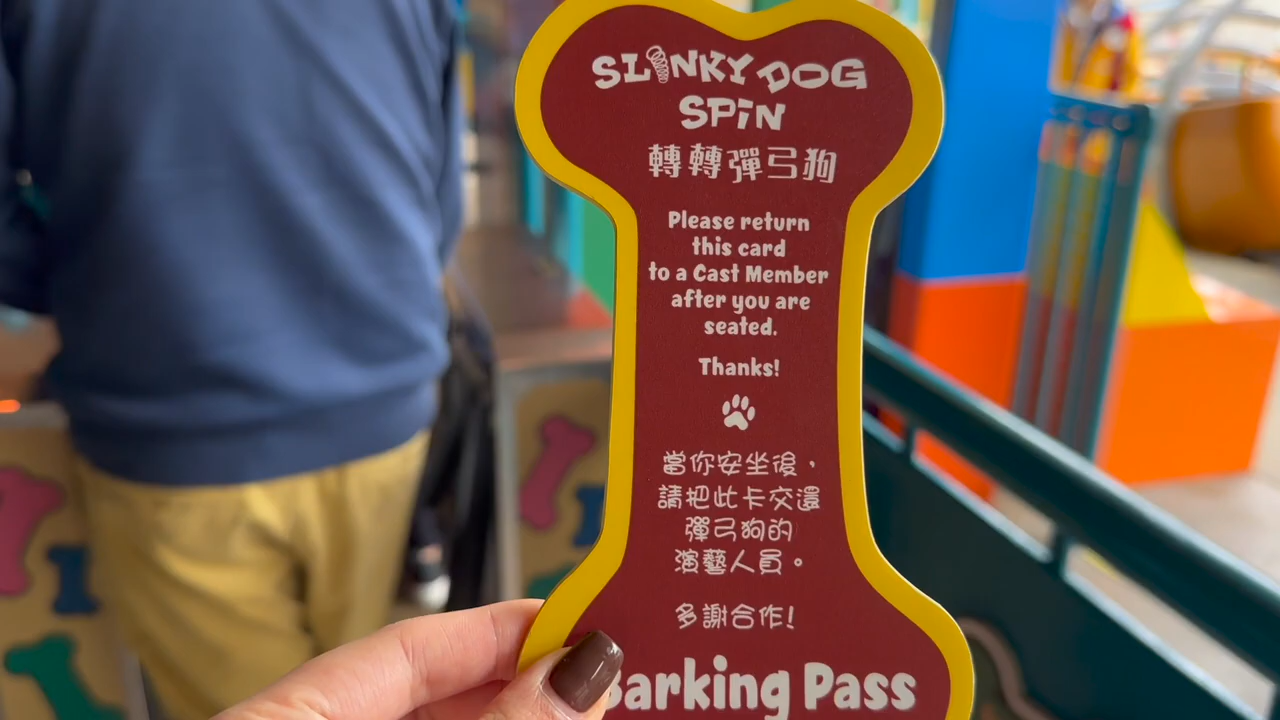 SLINKY DOG
SPIN
轉轉彈弓狗
Please return
this card
to a Cast Member
after you are
seated.
Thanks!
當你安坐後，
請把此卡交還
彈弓狗的
演藝人員。
多謝合作!
Barking Pass